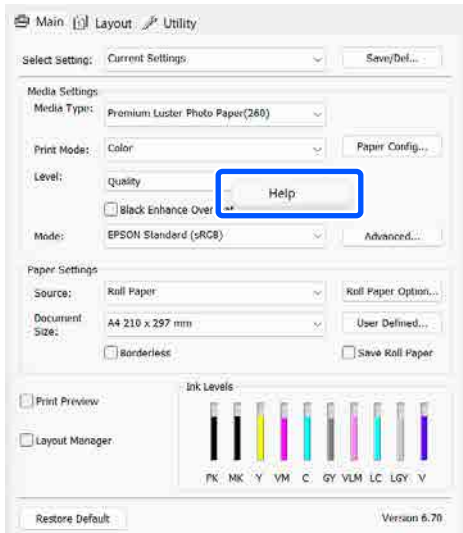 Main Layout Utility
Select Setting: Current Settings Save/Del...
Media Settings
Media Type: Premium Luster Photo Paper(260)
Print Mode: Color Paper Config...
Level: Quality
Help
Black Enhance Over
Mode: EPSON Standard (sRGB) Advanced...
Paper Settings
Source: Roll Paper Roll Paper Option...
Document Size: A4 210 x 297 mm User Defined...
Borderless Save Roll Paper
Ink Levels
Print Preview
Layout Manager
PK MK Y VM C GY VLM LC LGY V
Restore Default Version 6.70